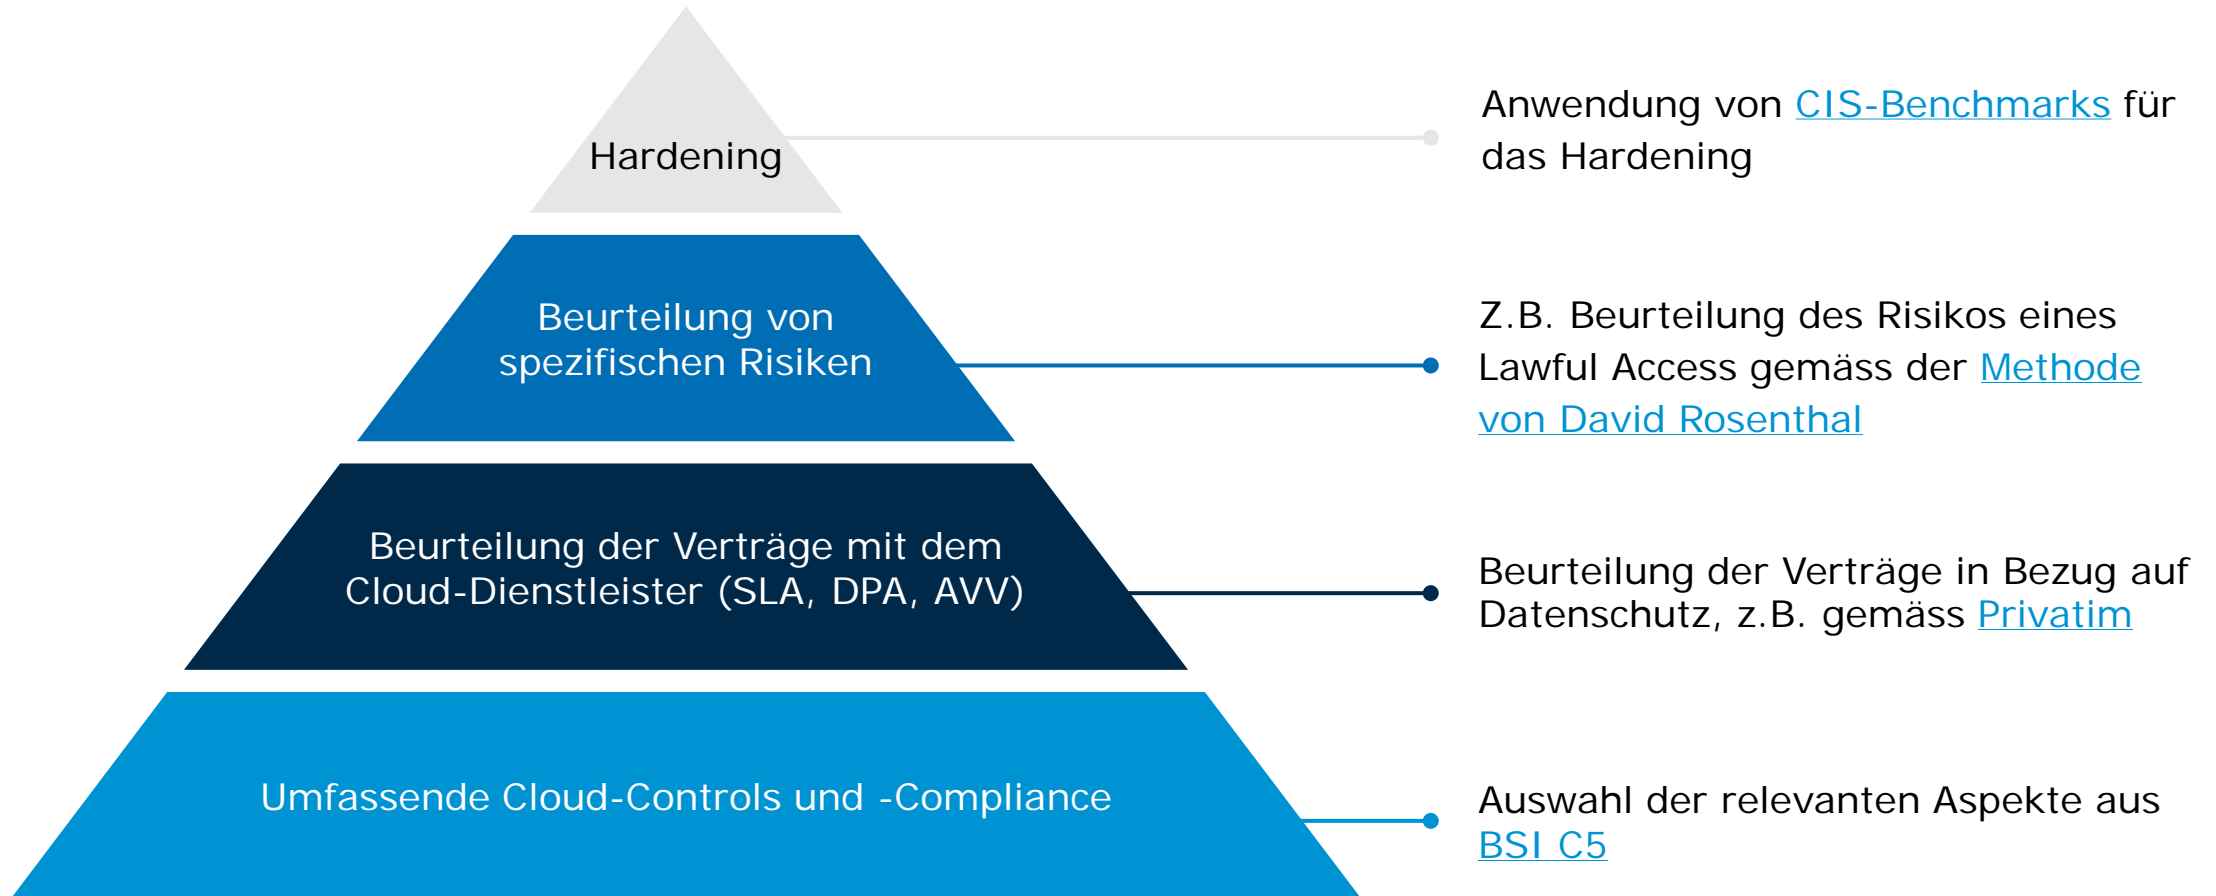 Hardening
Anwendung von CIS-Benchmarks für
das Hardening
Beurteilung von
spezifischen Risiken
Z.B. Beurteilung des Risikos eines
Lawful Access gemäss der Methode
von David Rosenthal
Beurteilung der Verträge mit dem
Cloud-Dienstleister (SLA, DPA, AVV)
Beurteilung der Verträge in Bezug auf
Datenschutz, z.B. gemäss Privatim
Umfassende Cloud-Controls und -Compliance
Auswahl der relevanten Aspekte aus
BSI C5